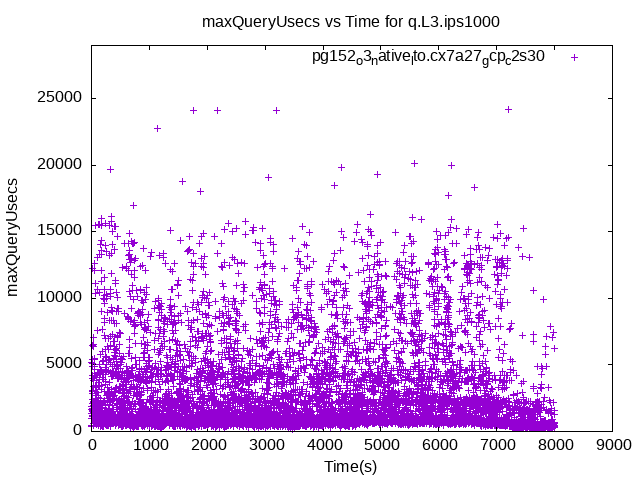 maxQueryUsecs vs Time for q.L3.ips1000
pg152_o3_native_lto.cx7a27_gcp_c2s30
25000
20000
15000
10000
5000
0
maxQueryUsecs
0 1000 2000 3000 4000 5000 6000 7000 8000 9000
Time(s)